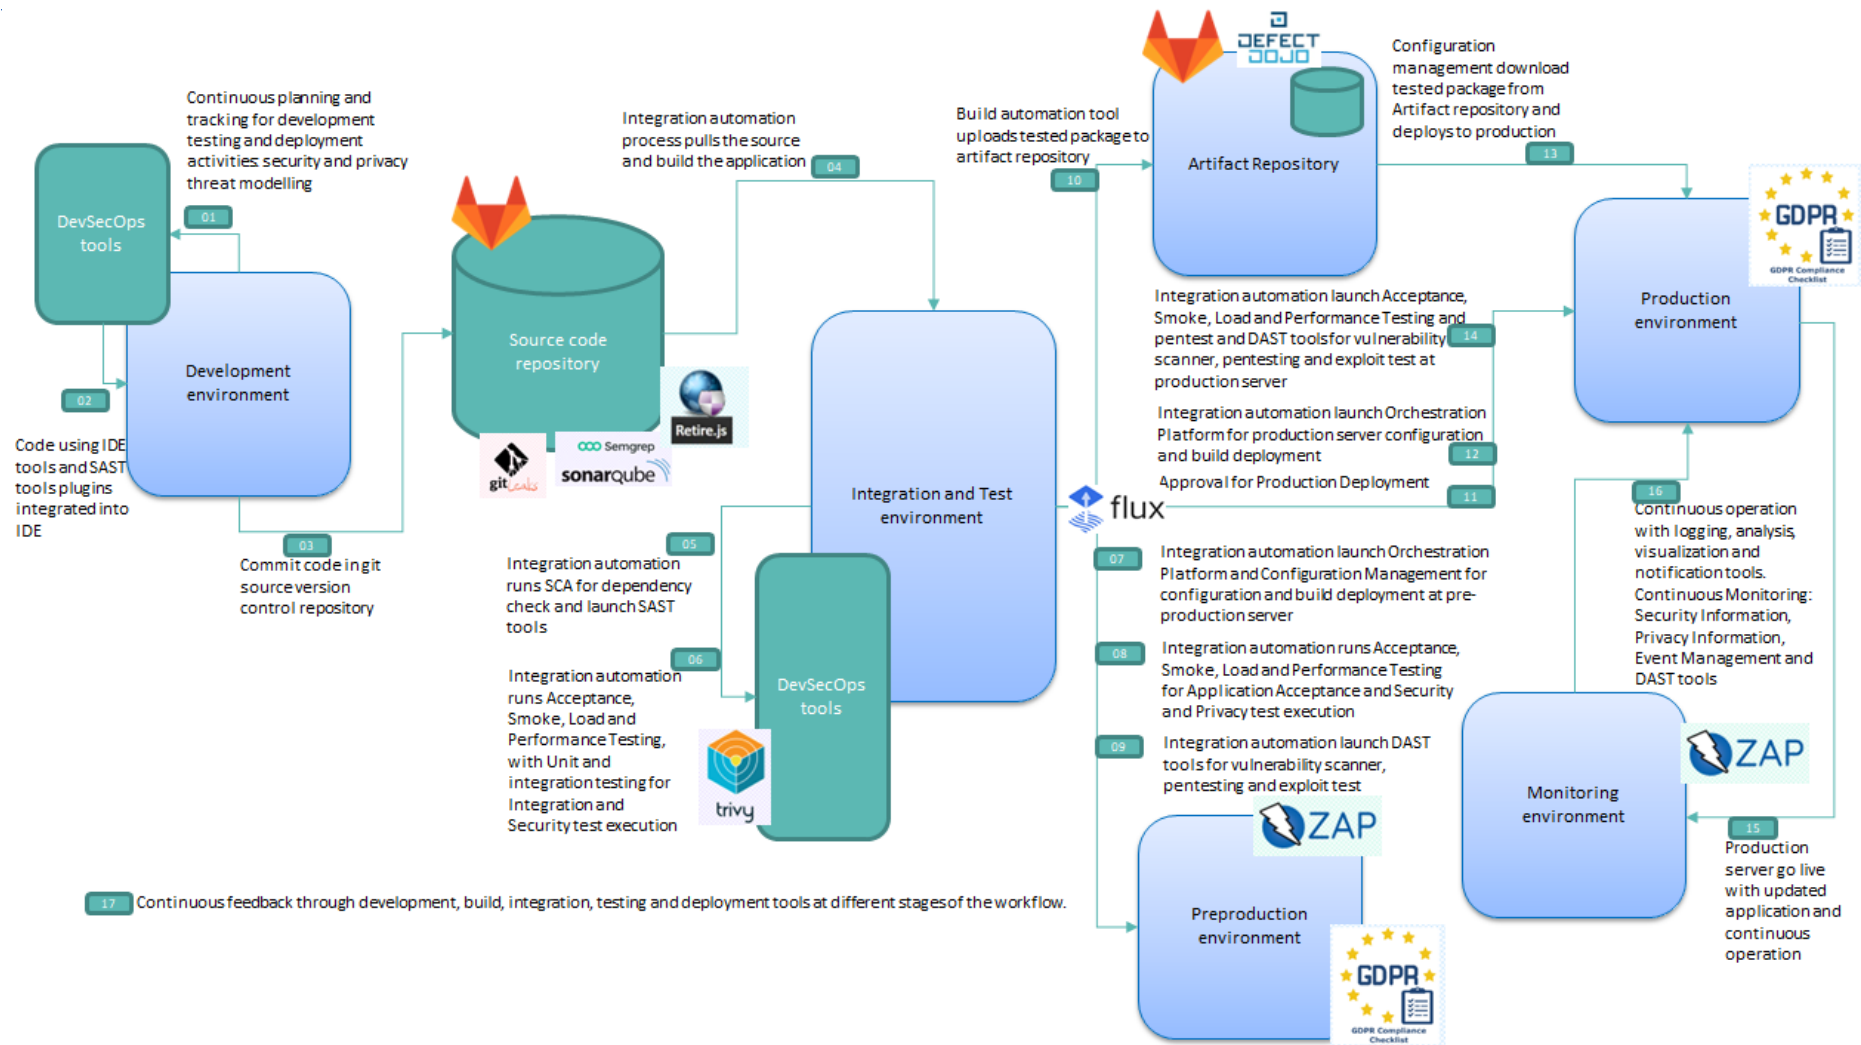 Continuous planning and
tracking for development
testing and deployment
activities: security and privacy
threat modelling
01
DevSecOps
tools
Development
environment
02
Code using IDE
tools and SAST
tools plugins
integrated into
IDE
03
Commit code in git
source version
control repository
Source code
repository
Retire.js
git Leaks
Semgrep
sonarqube
Integration automation
process pulls the source
and build the application
04
Integration and Test
environment
05
Integration automation
runs SCA for dependency
check and launch SAST
tools
06
Integration automation
runs Acceptance,
Smoke, Load and
Performance Testing,
with Unit and
integration testing for
Integration and
Security test execution
DevSecOps
tools
trivy
flux
07
Integration automation launch Orchestration
Platform and Configuration Management for
configuration and build deployment at pre-
production server
08
Integration automation runs Acceptance,
Smoke, Load and Performance Testing
for Application Acceptance and Security
and Privacy test execution
09
Integration automation launch DAST
tools for vulnerability scanner,
pentesting and exploit test
ZAP
Preproduction
environment
GDPR
GDPR Compliance
Checklist
Build automation tool
uploads tested package to
artifact repository
10
DEFECT
DOJO
Artifact Repository
Approval for Production Deployment
11
Integration automation launch Orchestration
Platform for production server configuration
and build deployment
12
Configuration
management download
tested package from
Artifact repository and
deploys to production
13
Integration automation launch Acceptance,
Smoke, Load and Performance Testing and
pentest and DAST tools for vulnerability
scanner, pentesting and exploit test at
production server
14
Production
environment
GDPR
GDPR Compliance
Checklist
16
Continuous operation
with logging, analysis,
visualization and
notification tools.
Continuous Monitoring:
Security Information,
Privacy Information,
Event Management and
DAST tools
Monitoring
environment
ZAP
15
Production
server go live
with updated
application and
continuous
operation
17
Continuous feedback through development, build, integration, testing and deployment tools at different stages of the workflow.